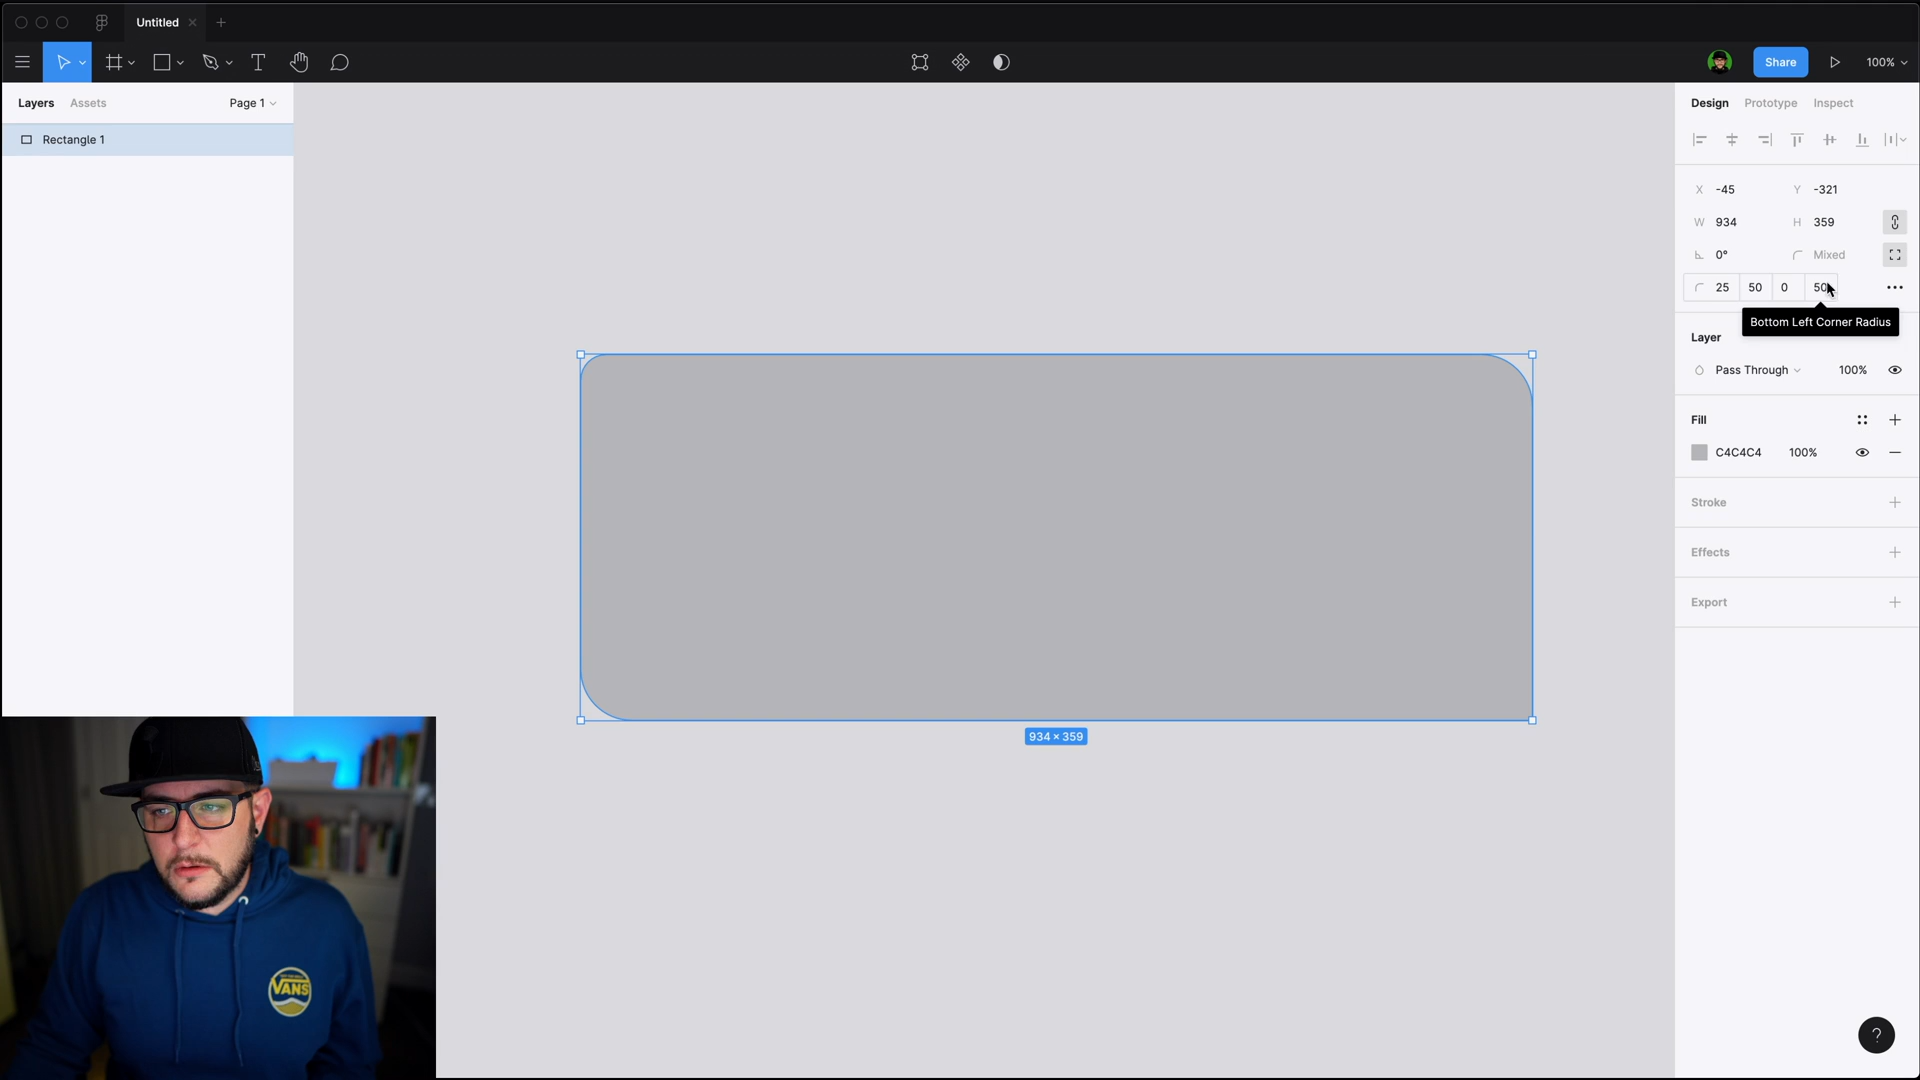 Untitled
Share
100%
Layers
Assets
Page 1
Rectangle 1
Design
Prototype
Inspect
X -45
Y -321
W 934
H 359
0°
Mixed
25
50
0
50
Bottom Left Corner Radius
Layer
Pass Through
100%
Fill
C4C4C4
100%
Stroke
Effects
Export
934 × 359
VANS
?